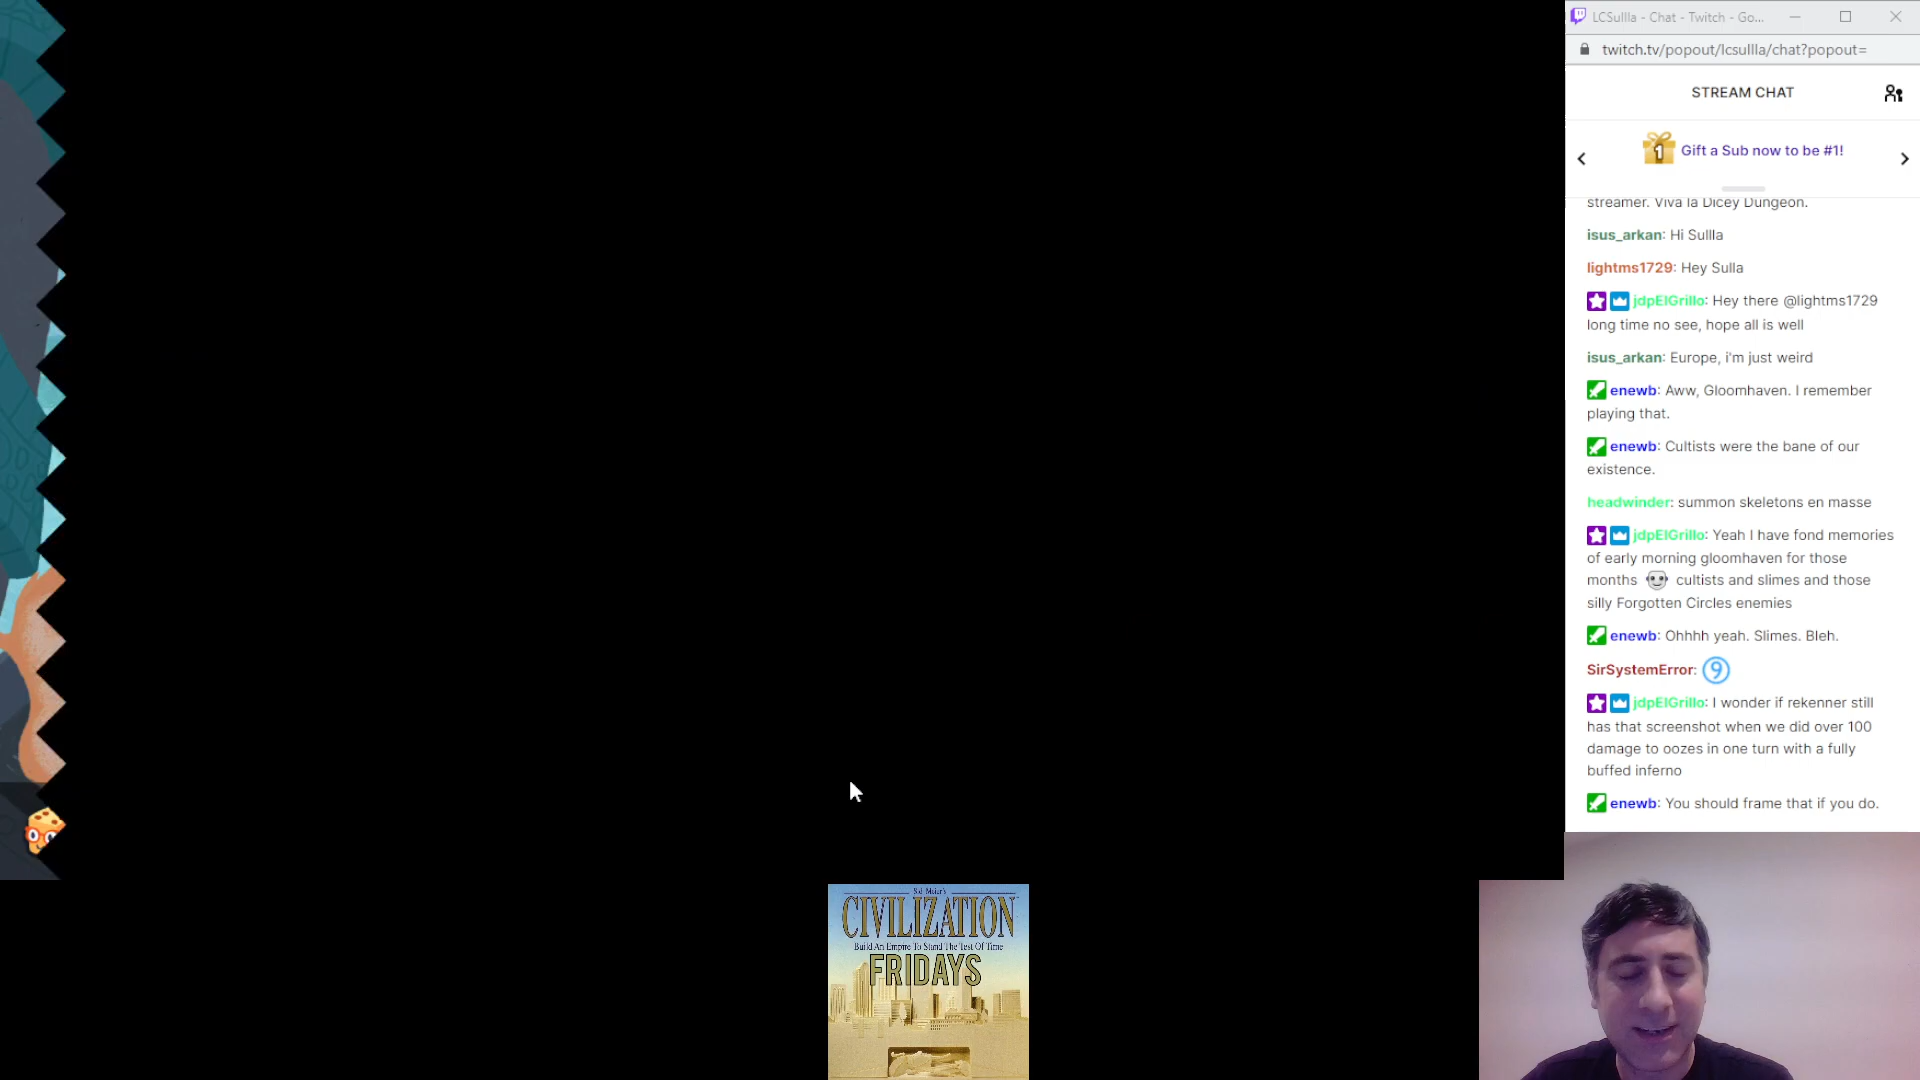 LCSullla - Chat - Twitch - Go...
twitch.tv/popout/lcsullla/chat?popout=
STREAM CHAT
1
Gift a Sub now to be #1!
streamer. Viva la Dicey Dungeon.
isus_arkan: Hi Sullla
lightms1729: Hey Sulla
jdpElGrillo: Hey there @lightms1729
long time no see, hope all is well
isus_arkan: Europe, i'm just weird
enewb: Aww, Gloomhaven. I remember
playing that.
enewb: Cultists were the bane of our
existence.
headwinder: summon skeletons en masse
jdpElGrillo: Yeah I have fond memories
of early morning gloomhaven for those
months cultists and slimes and those
silly Forgotten Circles enemies
enewb: Ohhhh yeah. Slimes. Bleh.
SirSystemError: 9
jdpElGrillo: I wonder if rekenner still
has that screenshot when we did over 100
damage to oozes in one turn with a fully
buffed inferno
enewb: You should frame that if you do.
Sid Meier's
CIVILIZATION
Build An Empire To Stand The Test Of Time
FRIDAYS